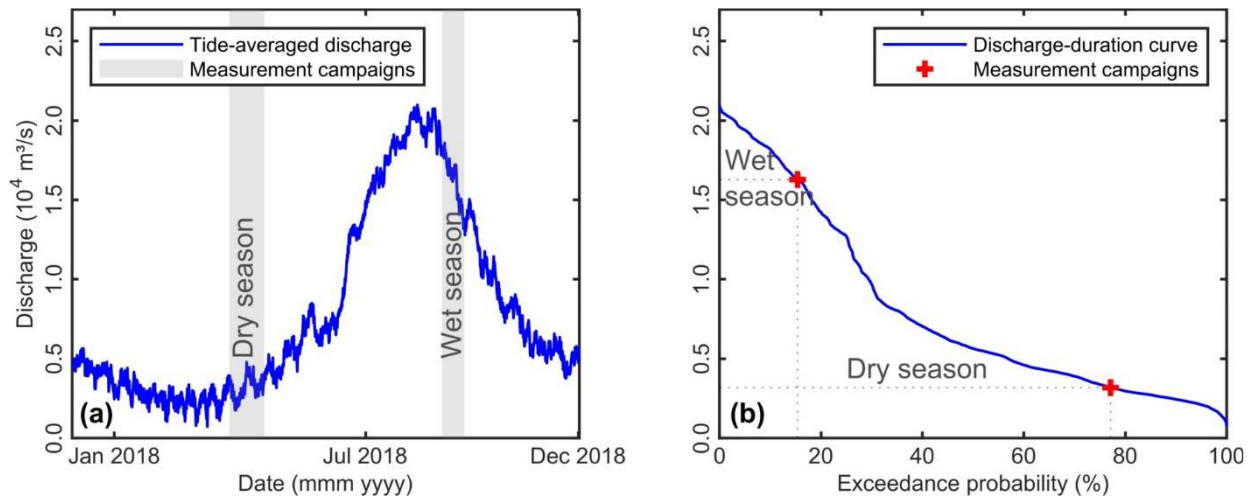 Tide-averaged discharge
Measurement campaigns
Discharge (10⁴ m³/s)
2.5
2.0
1.5
1.0
0.5
0.0
Dry season
Wet season
(a)
Jan 2018
Jul 2018
Dec 2018
Date (mmm yyyy)
Discharge-duration curve
Measurement campaigns
2.5
2.0
1.5
1.0
0.5
0.0
Wet
season
Dry season
(b)
0
20
40
60
80
100
Exceedance probability (%)